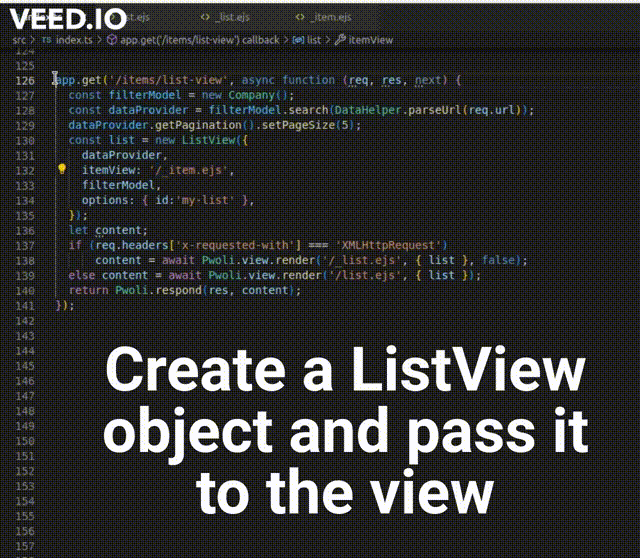 VEED.IO
_list.ejs
_item.ejs
src > TS index.ts > app.get('/items/list-view') callback > list > itemView
124
125
126 app.get('/items/list-view', async function (req, res, next) {
127 const filterModel = new Company();
128 const dataProvider = filterModel.search(DataHelper.parseUrl(req.url));
129 dataProvider.getPagination().setPageSize(5);
130 const list = new ListView({
131 dataProvider,
132 itemView: '/_item.ejs',
133 filterModel,
134 options: { id:'my-list' },
135 });
136 let content;
137 if (req.headers['x-requested-with'] === 'XMLHttpRequest')
138 content = await Pwoli.view.render('/_list.ejs', { list }, false);
139 else content = await Pwoli.view.render('/list.ejs', { list });
140 return Pwoli.respond(res, content);
141 });
142
143
144
145
146
147
148
149
150
151
152
153
154
155
156
157
Create a ListView
object and pass it
to the view